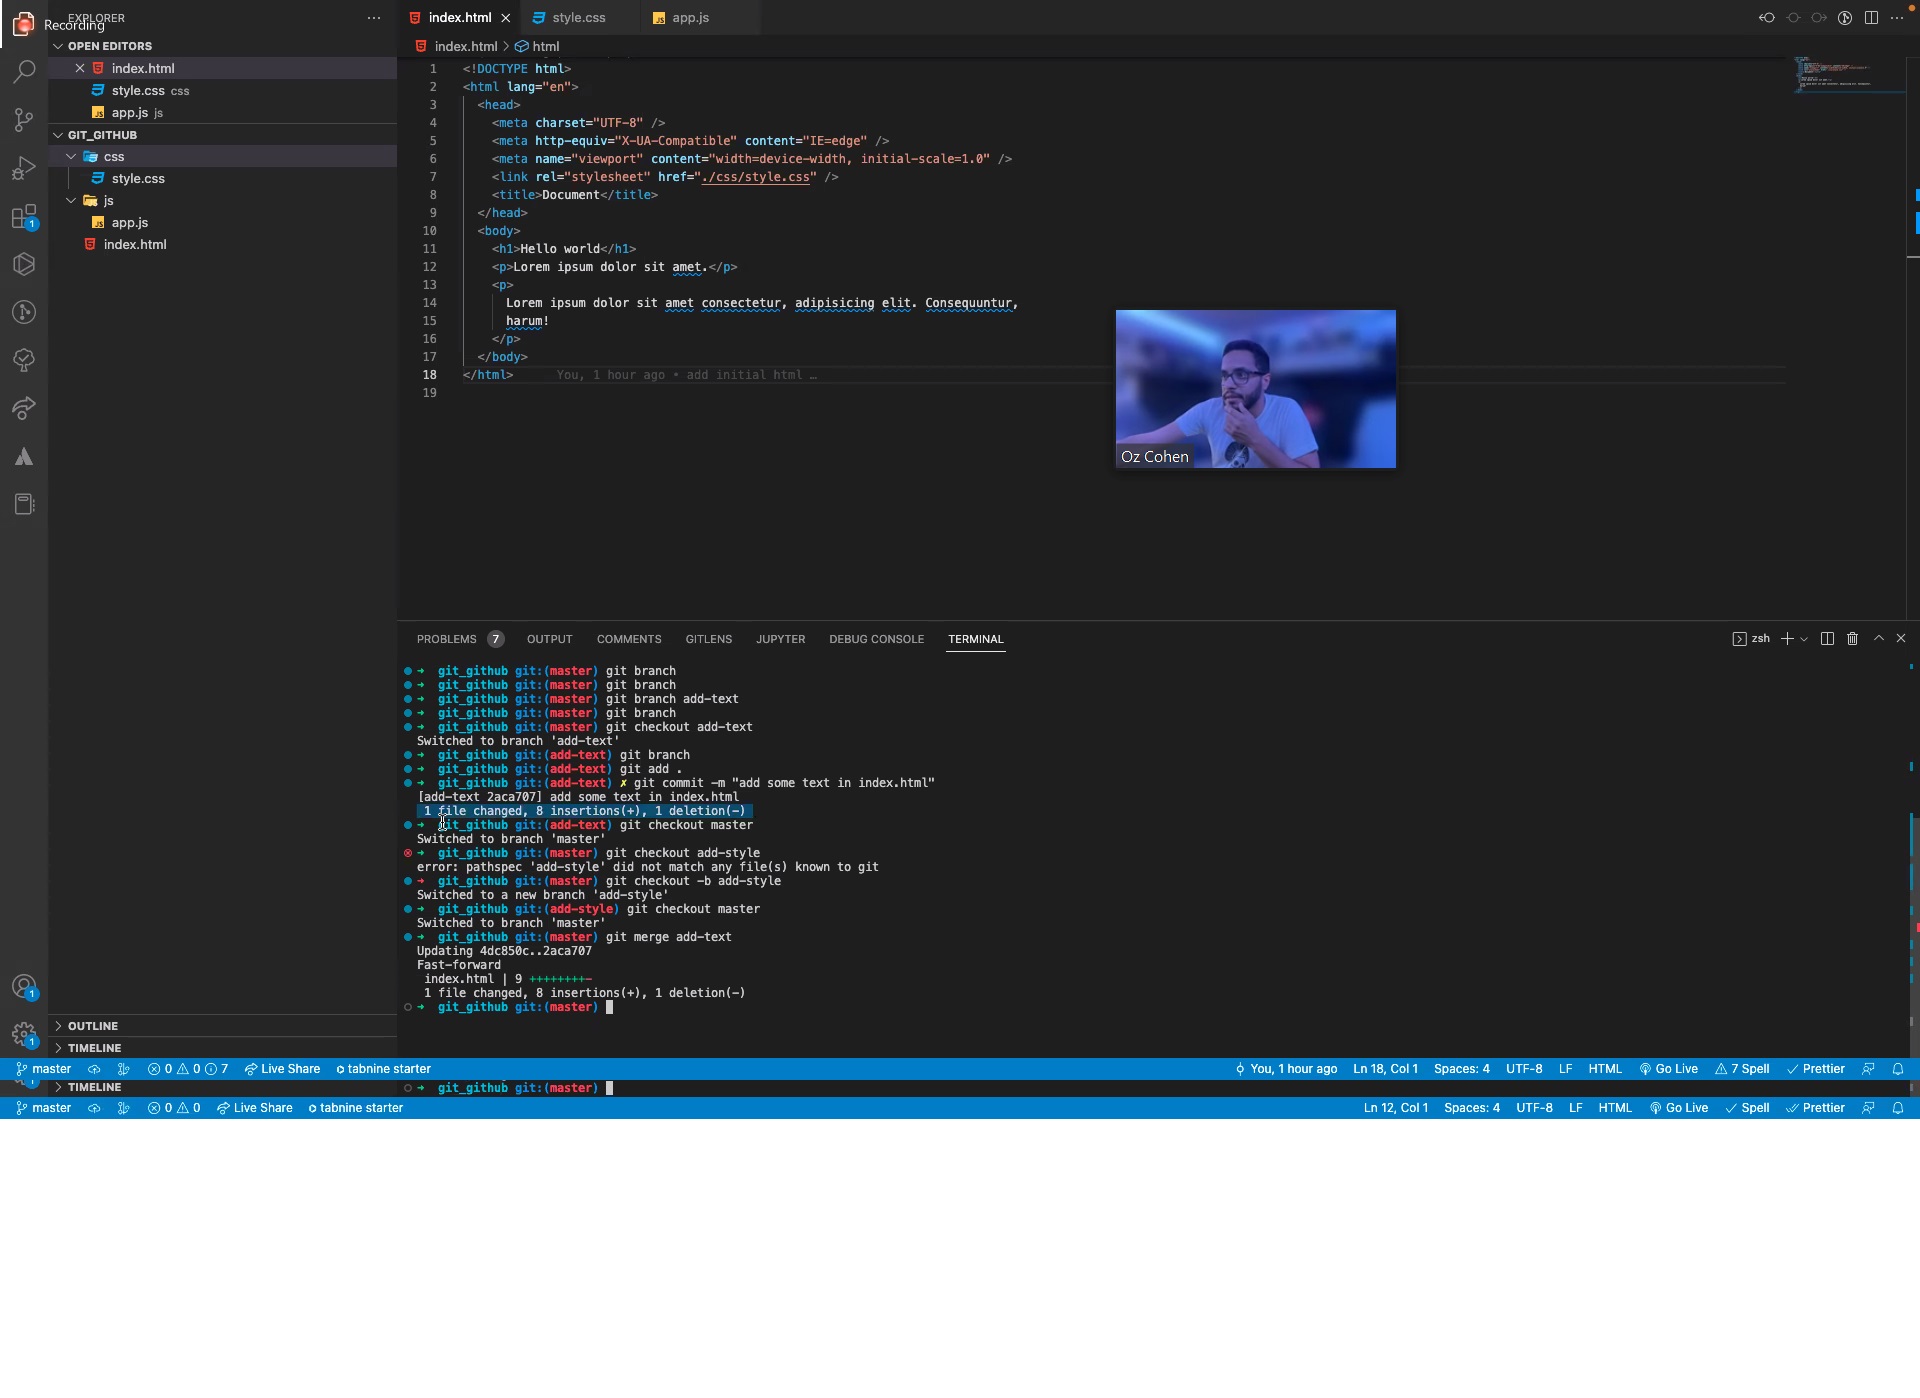 EXPLORER
Recording
OPEN EDITORS
index.html
style.css css
app.js js
GIT_GITHUB
css
style.css
js
app.js
index.html
OUTLINE
TIMELINE
1
1
1
index.html
style.css
app.js
index.html > html
1 <!DOCTYPE html>
2 <html lang="en">
3 <head>
4 <meta charset="UTF-8" />
5 <meta http-equiv="X-UA-Compatible" content="IE=edge" />
6 <meta name="viewport" content="width=device-width, initial-scale=1.0" />
7 <link rel="stylesheet" href="./css/style.css" />
8 <title>Document</title>
9 </head>
10 <body>
11 <h1>Hello world</h1>
12 <p>Lorem ipsum dolor sit amet.</p>
13 <p>
14 Lorem ipsum dolor sit amet consectetur, adipisicing elit. Consequuntur,
15 harum!
16 </p>
17 </body>
18 </html> You, 1 hour ago • add initial html …
19
Oz Cohen
PROBLEMS 7 OUTPUT COMMENTS GITLENS JUPYTER DEBUG CONSOLE TERMINAL
zsh
➜ git_github git:(master) git branch
➜ git_github git:(master) git branch
➜ git_github git:(master) git branch add-text
➜ git_github git:(master) git branch
➜ git_github git:(master) git checkout add-text
Switched to branch 'add-text'
➜ git_github git:(add-text) git branch
➜ git_github git:(add-text) git add .
➜ git_github git:(add-text) ✗ git commit -m "add some text in index.html"
[add-text 2aca707] add some text in index.html
1 file changed, 8 insertions(+), 1 deletion(-)
➜ git_github git:(add-text) git checkout master
Switched to branch 'master'
➜ git_github git:(master) git checkout add-style
error: pathspec 'add-style' did not match any file(s) known to git
➜ git_github git:(master) git checkout -b add-style
Switched to a new branch 'add-style'
➜ git_github git:(add-style) git checkout master
Switched to branch 'master'
➜ git_github git:(master) git merge add-text
Updating 4dc850c..2aca707
Fast-forward
index.html | 9 ++++++++-
1 file changed, 8 insertions(+), 1 deletion(-)
➜ git_github git:(master)
master 0 0 7 Live Share tabnine starter You, 1 hour ago Ln 18, Col 1 Spaces: 4 UTF-8 LF HTML Go Live 7 Spell Prettier
TIMELINE
➜ git_github git:(master)
master 0 0 Live Share tabnine starter Ln 12, Col 1 Spaces: 4 UTF-8 LF HTML Go Live Spell Prettier